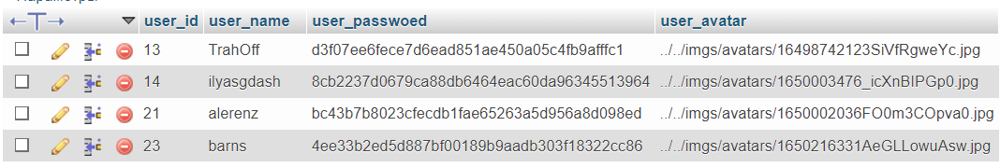 user_id user_name user_passwoed user_avatar
13 TrahOff d3f07ee6fece7d6ead851ae450a05c4fb9afffc1 ../../imgs/avatars/16498742123SiVfRgweYc.jpg
14 ilyasgdash 8cb2237d0679ca88db6464eac60da96345513964 ../../imgs/avatars/1650003476_icXnBIPGp0.jpg
21 alerenz bc43b7b8023cfecdb1fae65263a5d956a8d098ed ../../imgs/avatars/1650002036FO0m3COpva0.jpg
23 barns 4ee33b2ed5d887bf00189b9aadb303f18322cc86 ../../imgs/avatars/1650216331AeGLLowuAsw.jpg